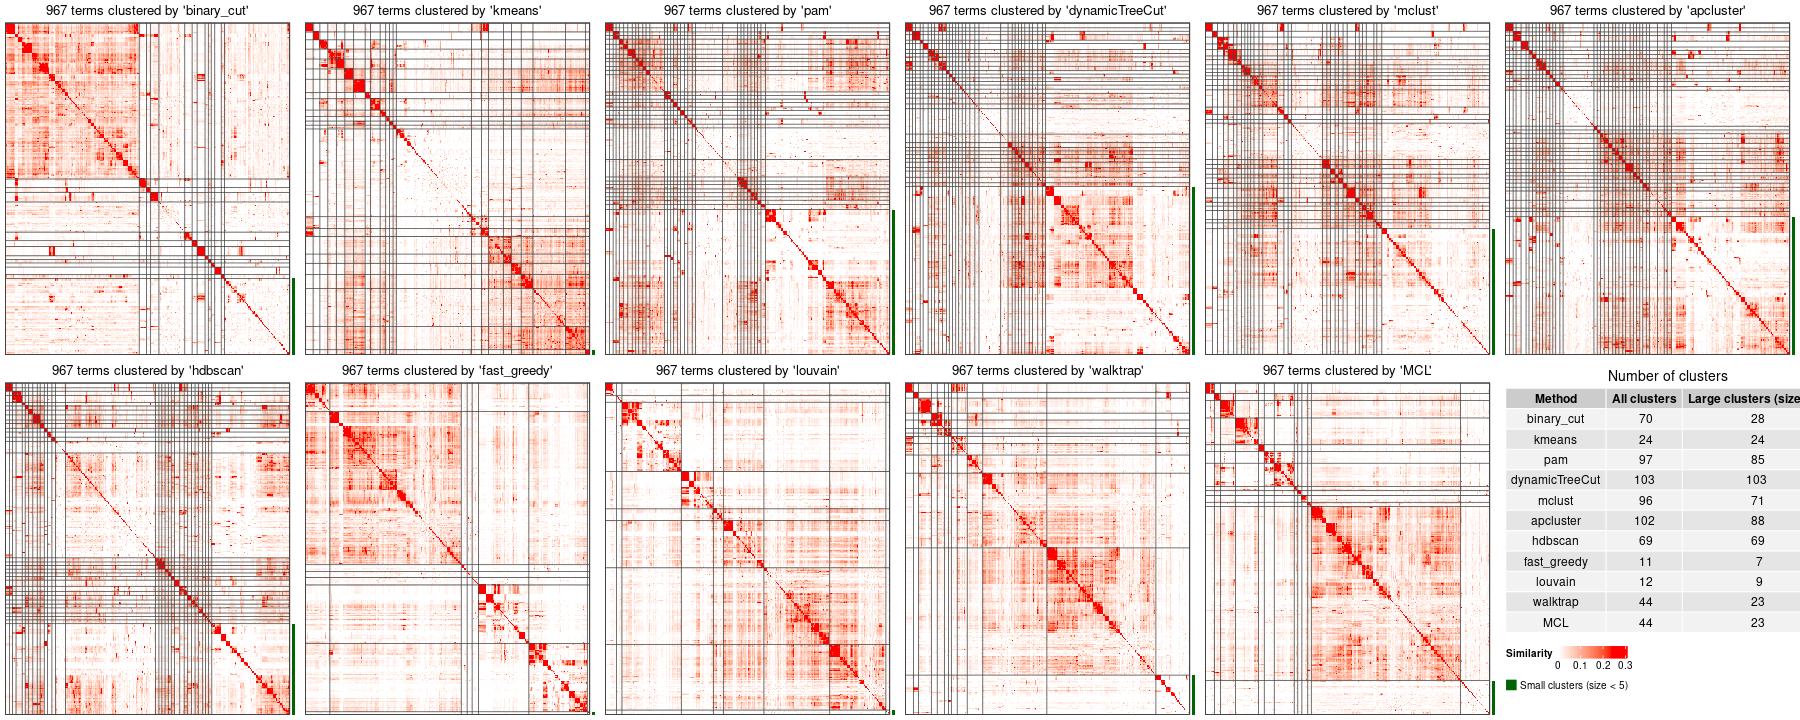 967 terms clustered by 'binary_cut'
967 terms clustered by 'kmeans'
967 terms clustered by 'pam'
967 terms clustered by 'dynamicTreeCut'
967 terms clustered by 'mclust'
967 terms clustered by 'apcluster'
967 terms clustered by 'hdbscan'
967 terms clustered by 'fast_greedy'
967 terms clustered by 'louvain'
967 terms clustered by 'walktrap'
967 terms clustered by 'MCL'
Number of clusters
Method All clusters Large clusters (size
binary_cut 70 28
kmeans 24 24
pam 97 85
dynamicTreeCut 103 103
mclust 96 71
apcluster 102 88
hdbscan 69 69
fast_greedy 11 7
louvain 12 9
walktrap 44 23
MCL 44 23
Similarity
0 0.1 0.2 0.3
Small clusters (size < 5)